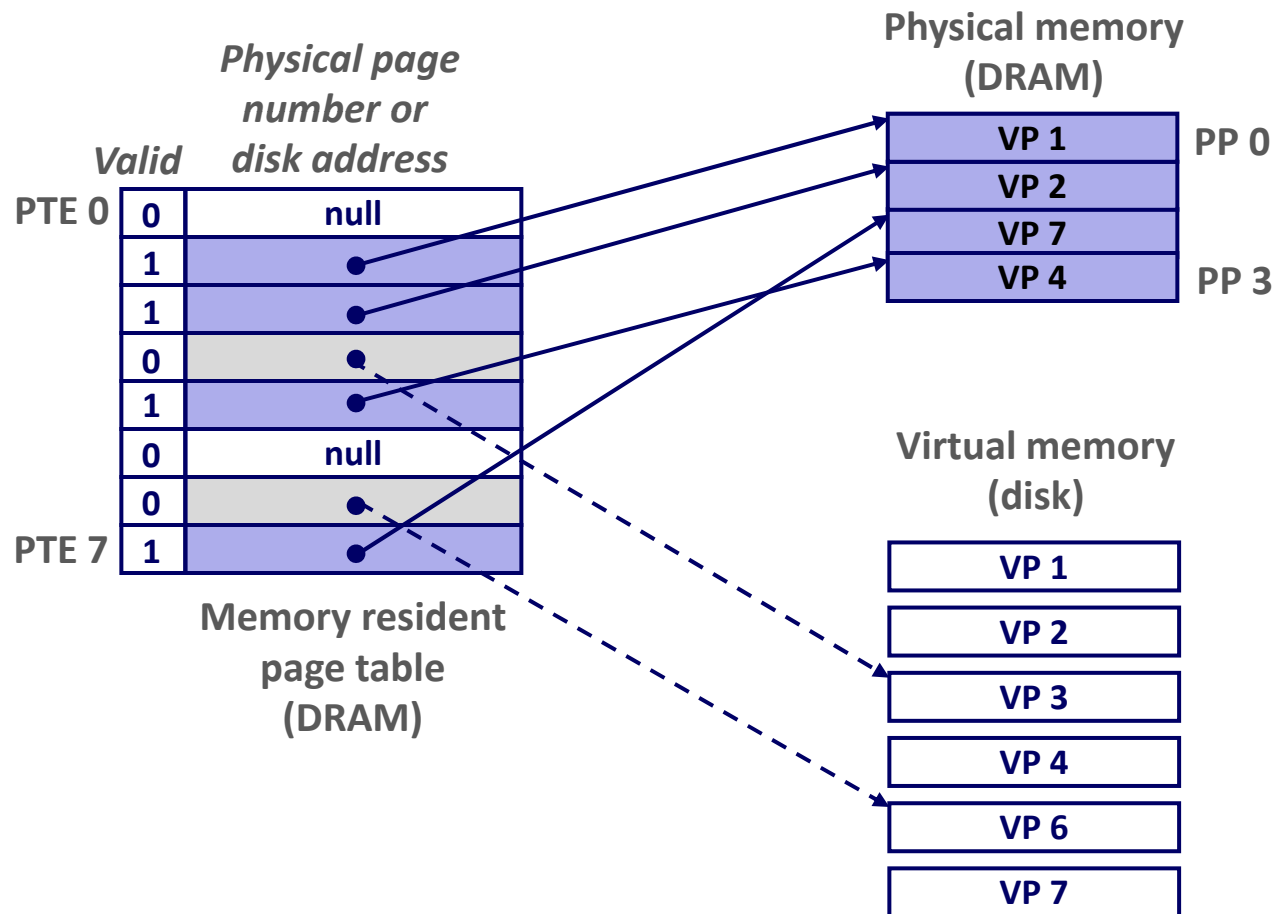 Physical memory
(DRAM)
Physical page
number or
disk address
Valid
PTE 0
0
null
1
1
0
1
0
null
0
PTE 7
1
Memory resident
page table
(DRAM)
VP 1
PP 0
VP 2
VP 7
VP 4
PP 3
Virtual memory
(disk)
VP 1
VP 2
VP 3
VP 4
VP 6
VP 7